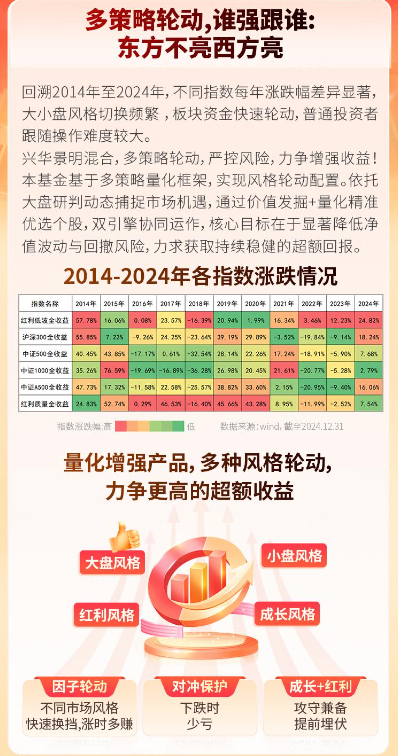 多策略轮动,谁强跟谁:
东方不亮西方亮
回溯2014年至2024年,不同指数每年涨跌幅差异显著,
大小盘风格切换频繁,板块资金快速轮动,普通投资者
跟随操作难度较大。
兴华景明混合,多策略轮动,严控风险,力争增强收益!
本基金基于多策略量化框架,实现风格轮动配置。依托
大盘研判动态捕捉市场机遇,通过价值发掘+量化精准
优选个股,双引擎协同运作,核心目标在于显著降低净
值波动与回撤风险,力求获取持续稳健的超额回报。
2014-2024年各指数涨跌情况
指数名称 2014年 2015年 2016年 2017年 2018年 2019年 2020年 2021年 2022年 2023年 2024年
红利低波全收益 57.78% 16.06% 0.08% 23.57% -16.39% 20.94% 1.99% 16.34% 3.46% 12.23% 24.82%
沪深300全收益 55.85% 7.22% -9.26% 24.25% -23.64% 39.19% 29.89% -3.52% -19.84% -9.14% 18.24%
中证500全收益 40.45% 43.85% -17.17% 0.61% -32.54% 28.14% 22.26% 17.24% -18.91% -5.90% 7.68%
中证1000全收益 35.26% 76.59% -19.69% -16.89% -36.28% 26.98% 20.45% 21.61% -20.77% -5.28% 2.7%
中证A500全收益 47.73% 17.32% -11.58% 22.58% -25.57% 38.82% 33.60% 2.15% -20.95% -9.40% 16.06
红利质量全收益 24.83% 52.74% 0.29% 46.53% -16.40% 45.66% 43.28% 8.95% -11.99% -2.52% 7.54%
指数涨跌幅:高 低 数据来源:wind,截至2024.12.31
量化增强产品,多种风格轮动,
力争更高的超额收益
大盘风格
小盘风格
红利风格
成长风格
因子轮动 对冲保护 成长+红利
不同市场风格 下跌时 攻守兼备
快速换挡,涨时多赚 少亏 提前埋伏